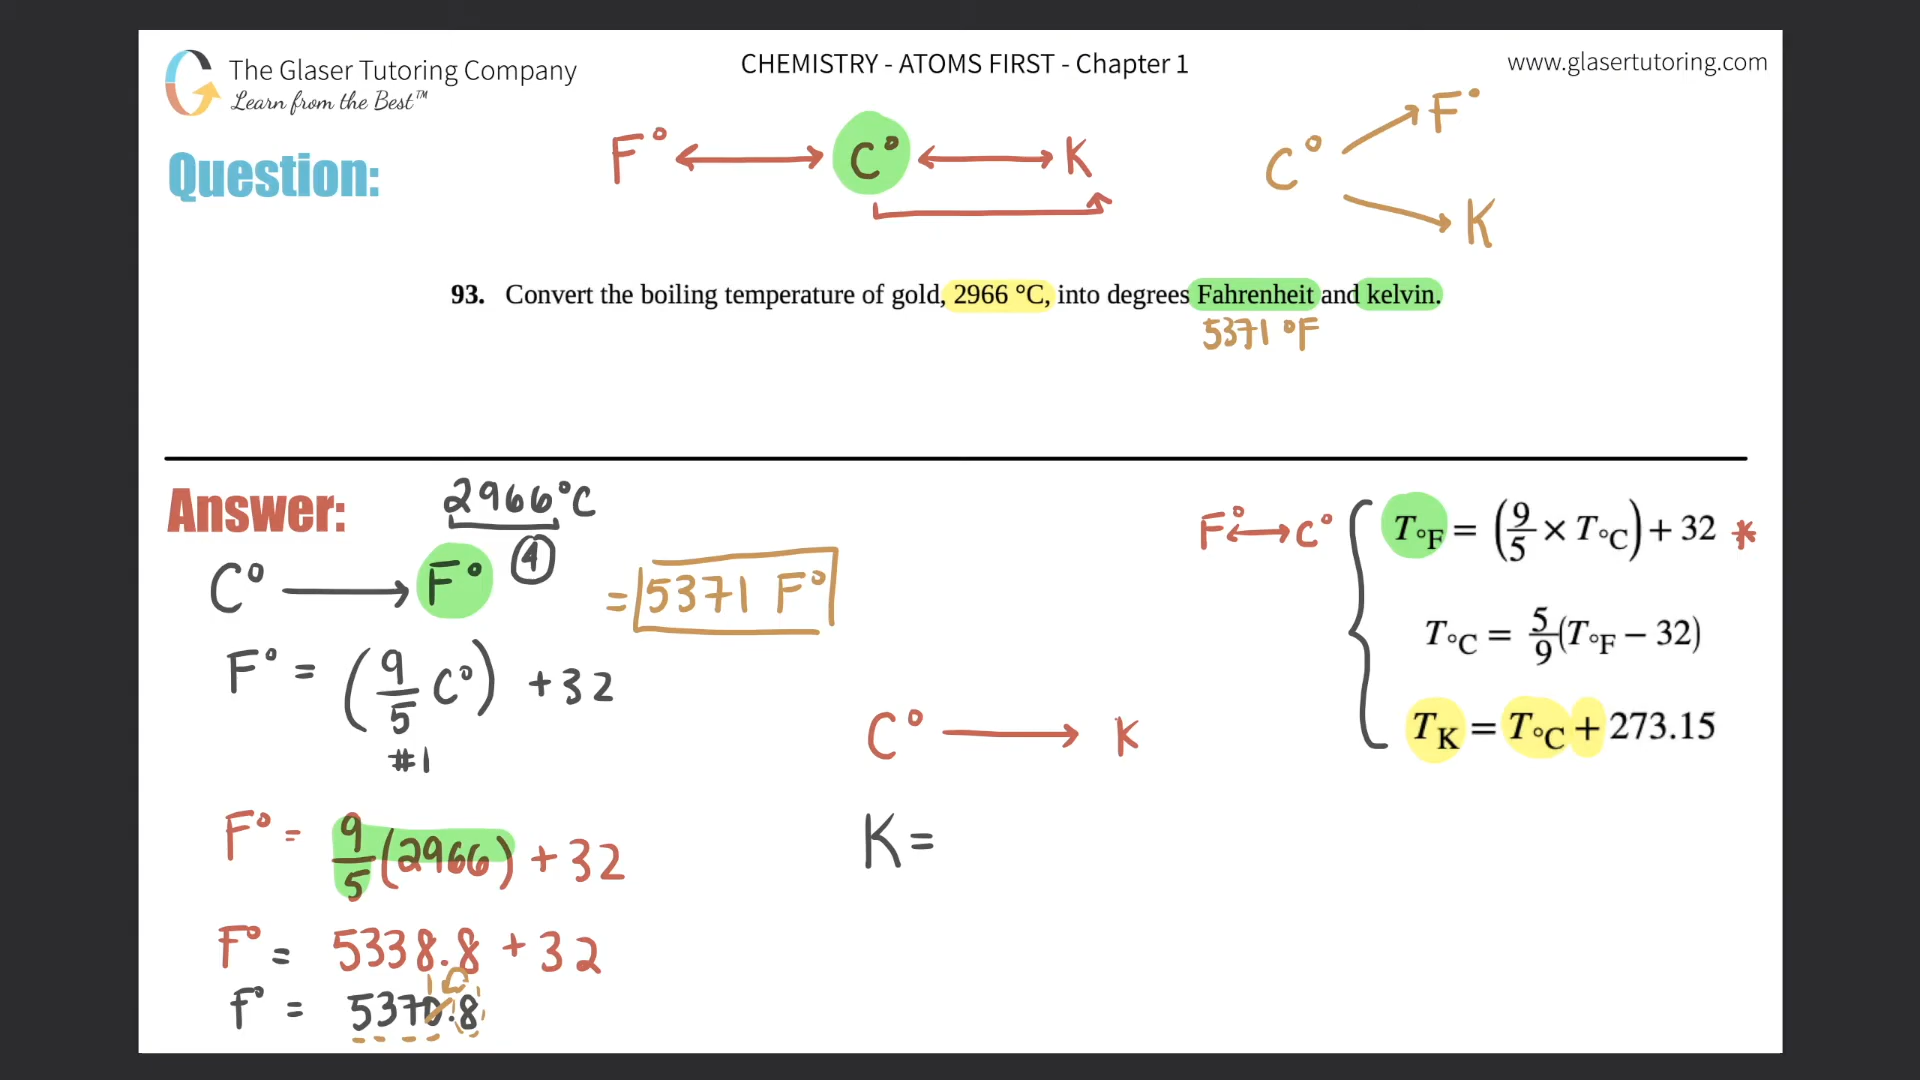 The Glaser Tutoring Company
Learn from the Best™
CHEMISTRY - ATOMS FIRST - Chapter 1
www.glasertutoring.com
Question:
F° ⟷ C° ⟷ K
C° → F°
→ K
93. Convert the boiling temperature of gold, 2966 °C, into degrees Fahrenheit and kelvin.
5371 °F
Answer:
2966°C
④
C° ⟶ F°
= 5371 F°
F° = (9/5 C°) + 32
#1
F° = 9/5 (2966) + 32
F° = 5338.8 + 32
F° = 5370.8
1
C° ⟶ K
K =
F° ⟷ C°
T°F = (9/5 × T°C) + 32 *
T°C = 5/9 (T°F − 32)
TK = T°C + 273.15